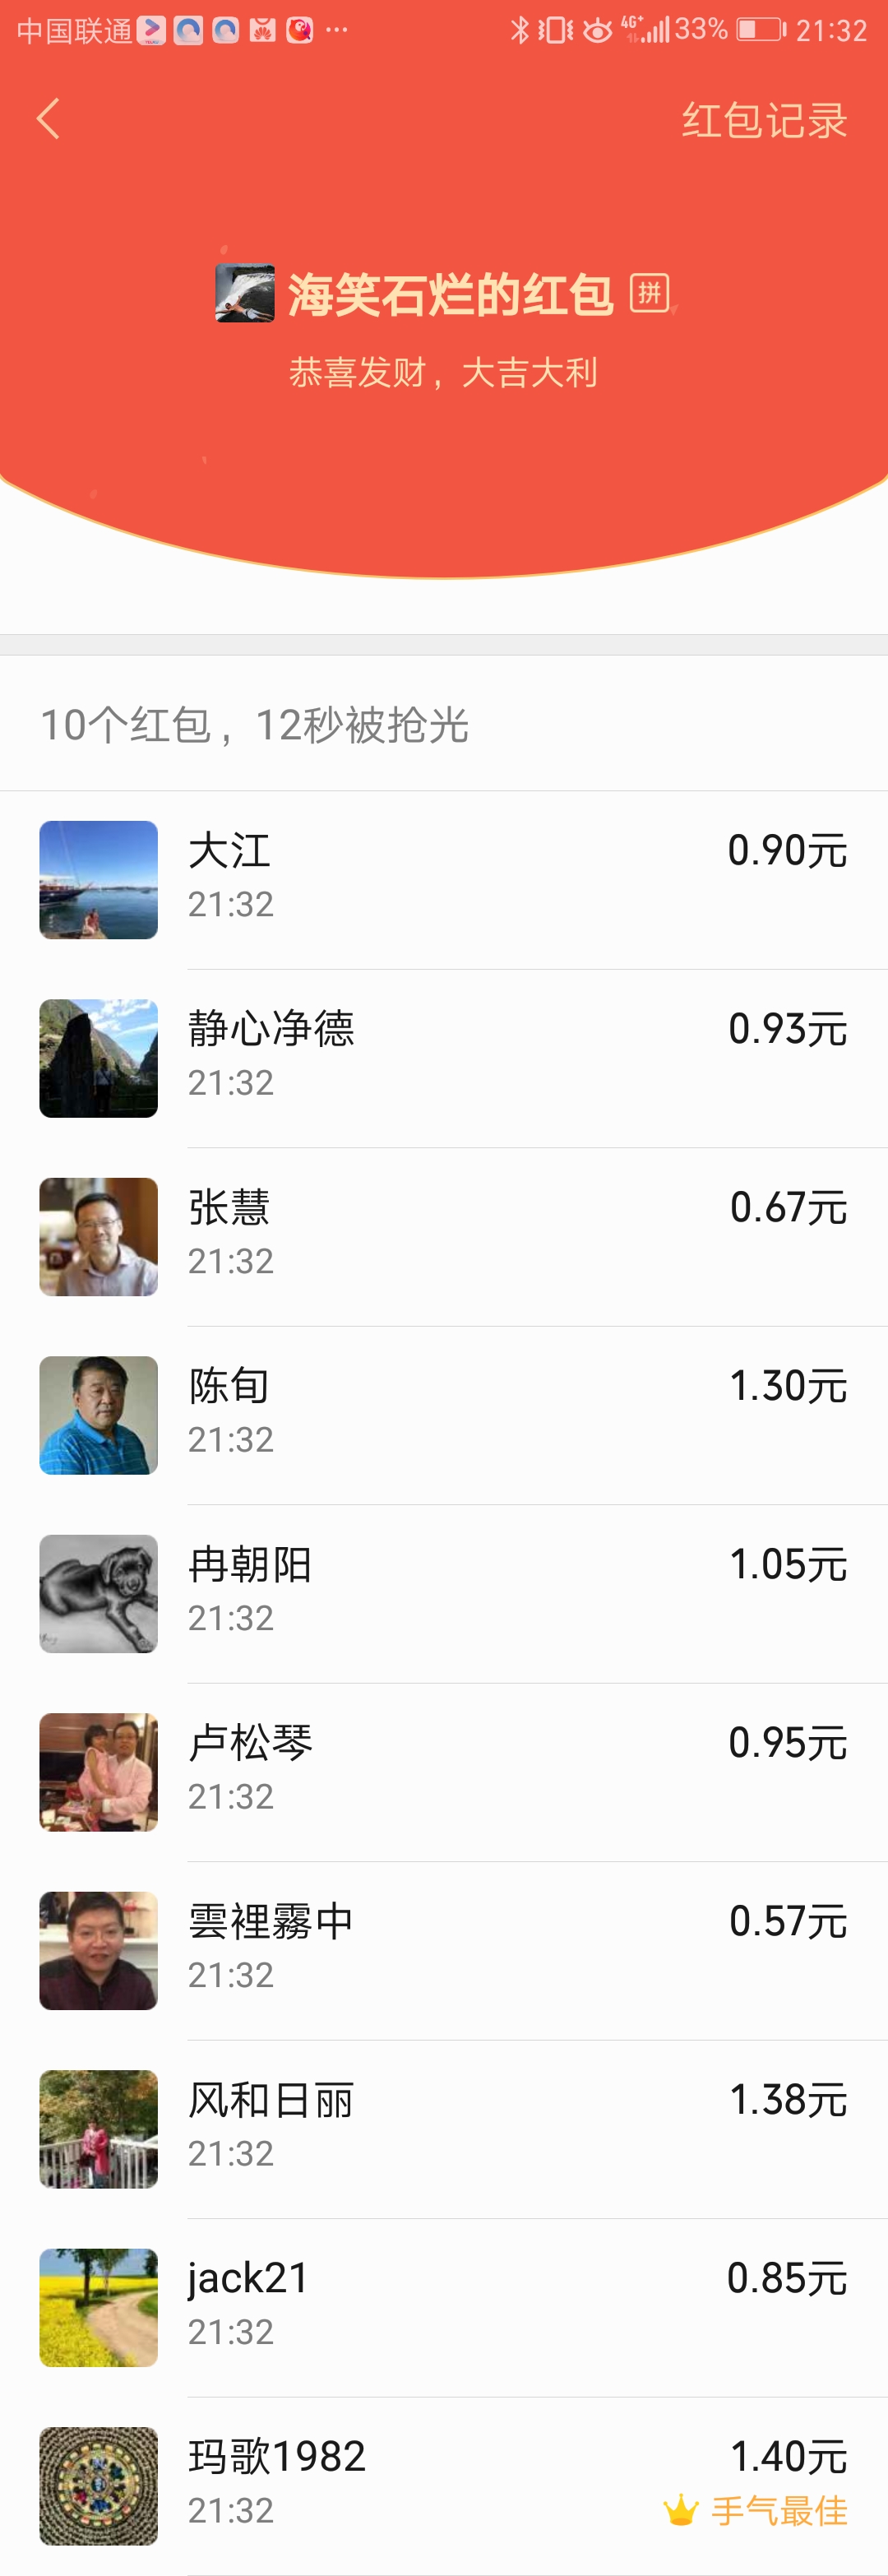 中国联通 ··· 4G+ 33% 21:32
红包记录
海笑石烂的红包 拼
恭喜发财，大吉大利
10个红包，12秒被抢光
大江 0.90元
21:32
静心净德 0.93元
21:32
张慧 0.67元
21:32
陈旬 1.30元
21:32
冉朝阳 1.05元
21:32
卢松琴 0.95元
21:32
雲裡霧中 0.57元
21:32
风和日丽 1.38元
21:32
jack21 0.85元
21:32
玛歌1982 1.40元
21:32 手气最佳